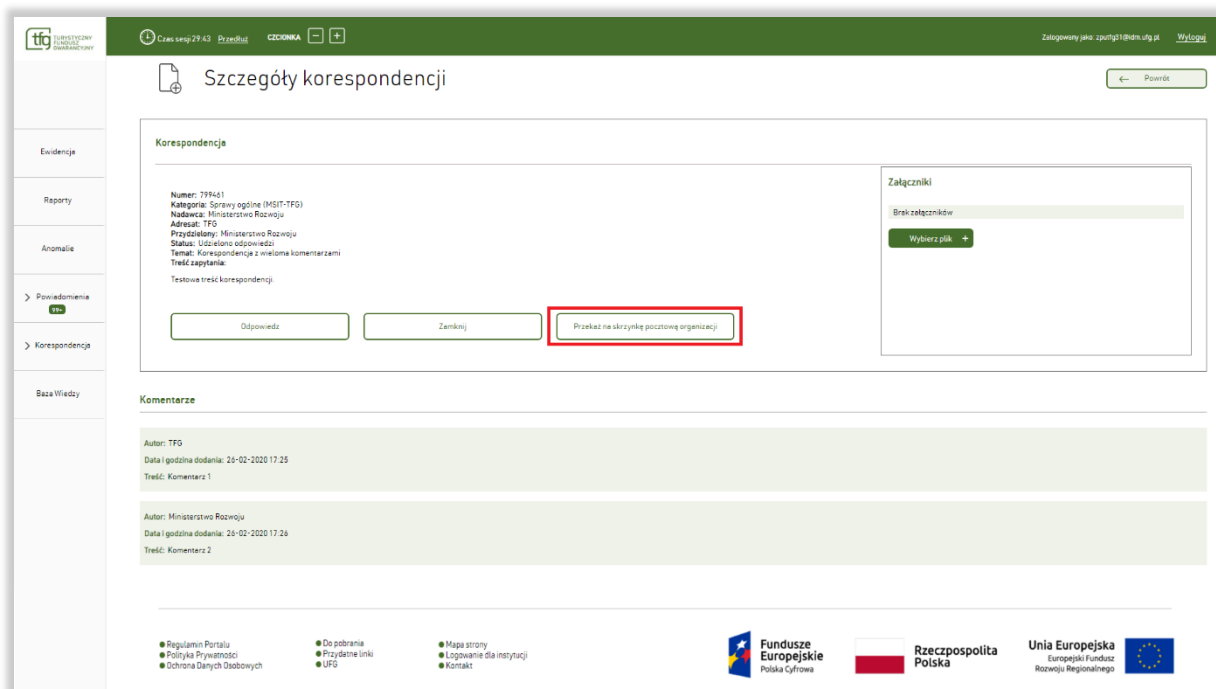 tfg TURYSTYCZNY
FUNDUSZ
GWARANCYJNY
Czas sesji 29:43 Przedłuż CZCIONKA − +
Zalogowany jako: zputfg31@idm.ufg.pl Wyloguj
Szczegóły korespondencji
← Powrót
Ewidencja
Raporty
Anomalie
> Powiadomienia
99+
> Korespondencja
Baza Wiedzy
Korespondencja
Numer: 799461
Kategoria: Sprawy ogólne (MSIT-TFG)
Nadawca: Ministerstwo Rozwoju
Adresat: TFG
Przydzielony: Ministerstwo Rozwoju
Status: Udzielono odpowiedzi
Temat: Korespondencja z wieloma komentarzami
Treść zapytania:
Testowa treść korespondencji.
Odpowiedz
Zamknij
Przekaż na skrzynkę pocztową organizacji
Załączniki
Brak załączników
Wybierz plik +
Komentarze
Autor: TFG
Data i godzina dodania: 26-02-2020 17:25
Treść: Komentarz 1
Autor: Ministerstwo Rozwoju
Data i godzina dodania: 26-02-2020 17:26
Treść: Komentarz 2
Regulamin Portalu
Polityka Prywatności
Ochrona Danych Osobowych
Do pobrania
Przydatne linki
UFG
Mapa strony
Logowanie dla instytucji
Kontakt
Fundusze
Europejskie
Polska Cyfrowa
Rzeczpospolita
Polska
Unia Europejska
Europejski Fundusz
Rozwoju Regionalnego